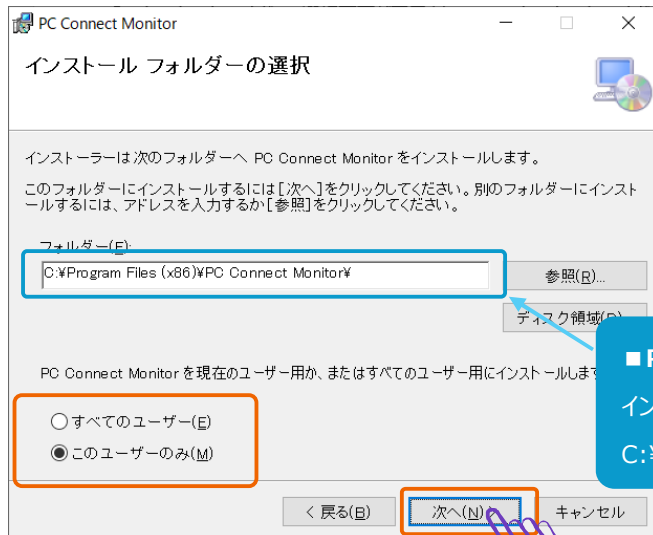 PC Connect Monitor
インストール フォルダーの選択
インストーラーは次のフォルダーへ PC Connect Monitor をインストールします。
このフォルダーにインストールするには[次へ]をクリックしてください。別のフォルダーにインスト
ールするには、アドレスを入力するか[参照]をクリックしてください。
フォルダー(F):
C:¥Program Files (x86)¥PC Connect Monitor¥
参照(R)...
ディスク領域(D)...
PC Connect Monitor を現在のユーザー用か、またはすべてのユーザー用にインストールします
すべてのユーザー(E)
このユーザーのみ(M)
■P
イン
C:¥
< 戻る(B)
次へ(N) >
キャンセル